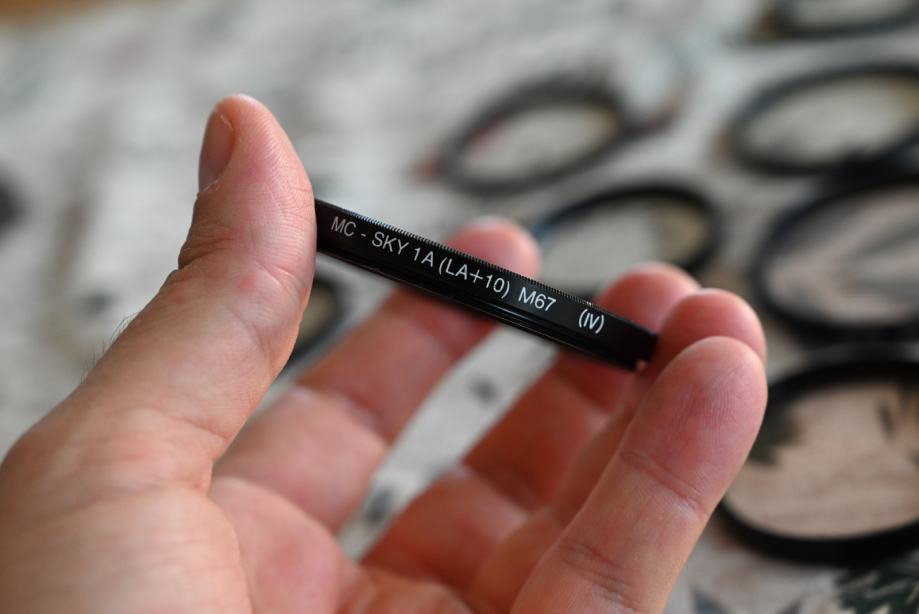 MC - SKY 1A (LA+10) M67 (IV)